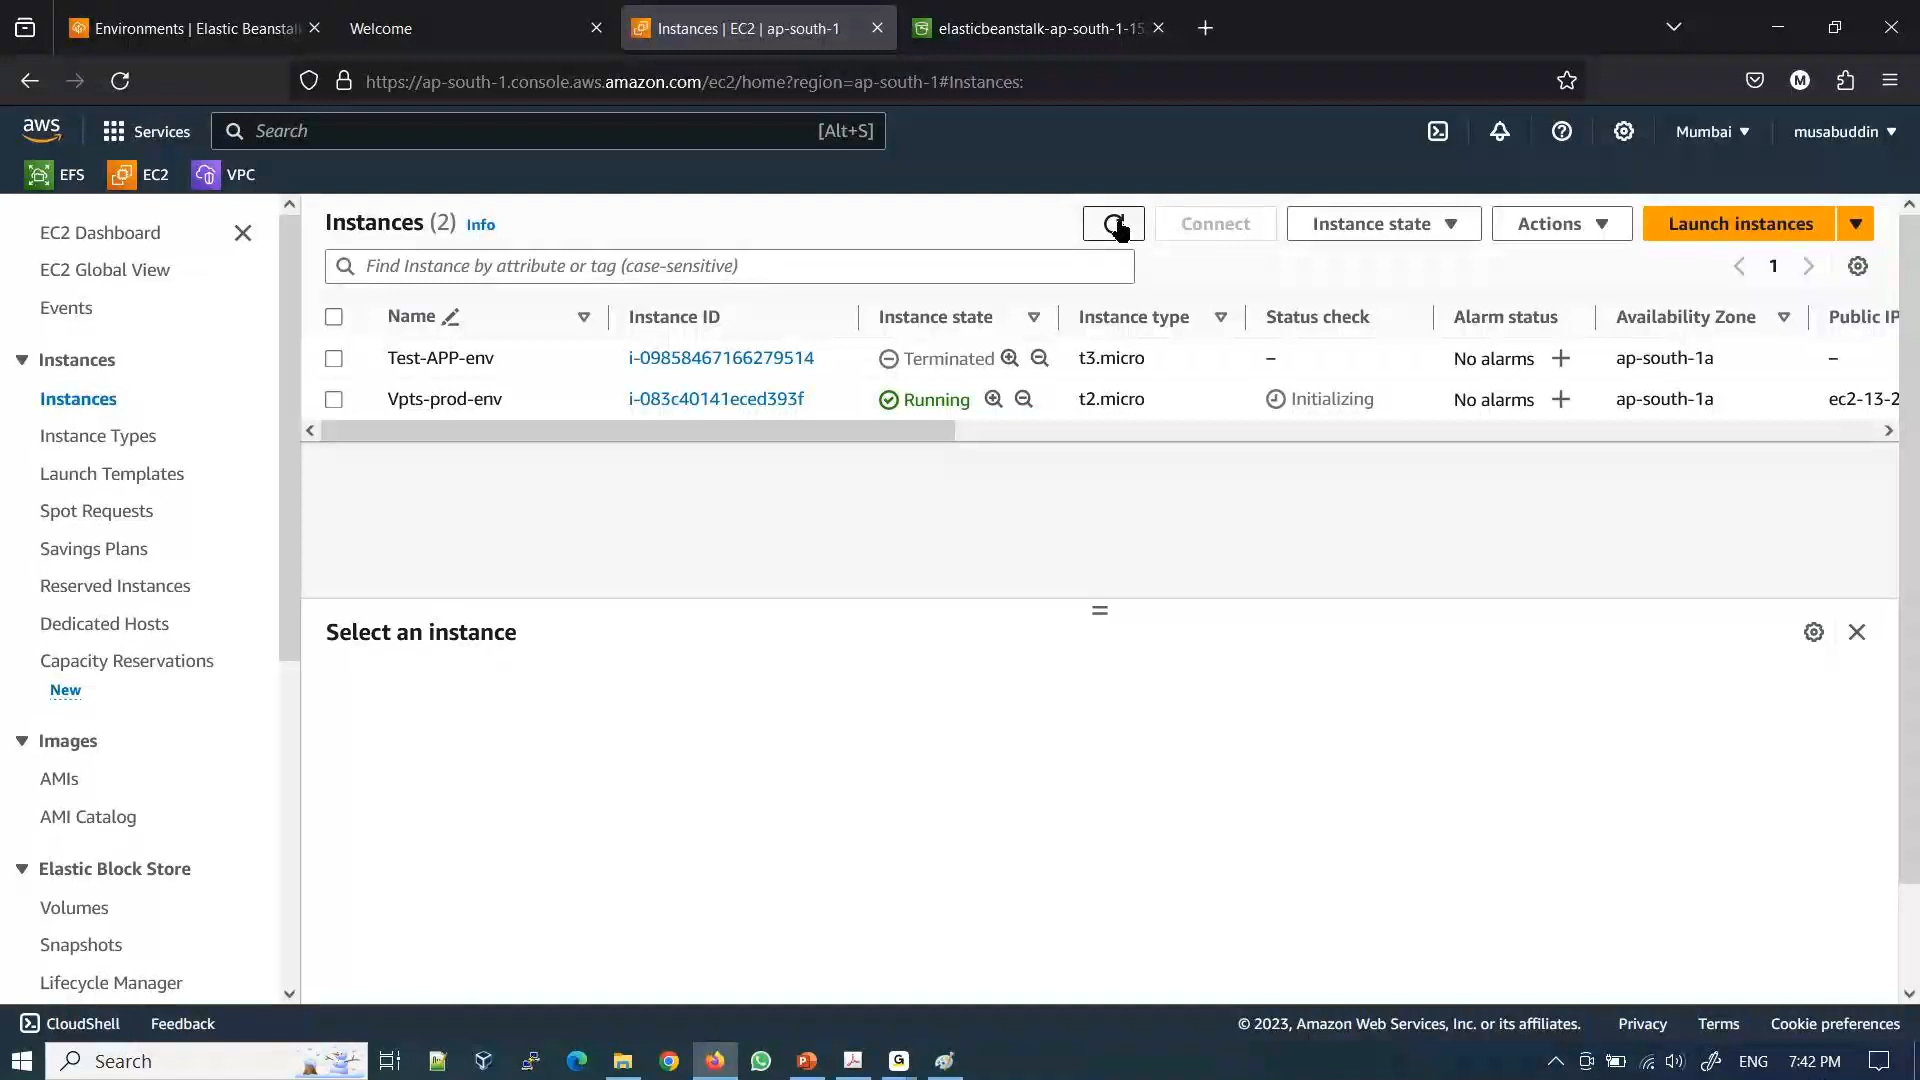 Environments | Elastic Beanstalk
Welcome
Instances | EC2 | ap-south-1
elasticbeanstalk-ap-south-1-15
https://ap-south-1.console.aws.amazon.com/ec2/home?region=ap-south-1#Instances:
M
aws
Services
Search
[Alt+S]
Mumbai
musabuddin
EFS
EC2
VPC
EC2 Dashboard
EC2 Global View
Events
Instances
Instances
Instance Types
Launch Templates
Spot Requests
Savings Plans
Reserved Instances
Dedicated Hosts
Capacity Reservations
New
Images
AMIs
AMI Catalog
Elastic Block Store
Volumes
Snapshots
Lifecycle Manager
Instances (2) Info
Connect
Instance state
Actions
Launch instances
Find Instance by attribute or tag (case-sensitive)
1
Name Instance ID Instance state Instance type Status check Alarm status Availability Zone Public IP
Test-APP-env i-09858467166279514 Terminated t3.micro – No alarms + ap-south-1a –
Vpts-prod-env i-083c40141eced393f Running t2.micro Initializing No alarms + ap-south-1a ec2-13-2
Select an instance
CloudShell
Feedback
© 2023, Amazon Web Services, Inc. or its affiliates.
Privacy
Terms
Cookie preferences
Search
G
ENG
7:42 PM